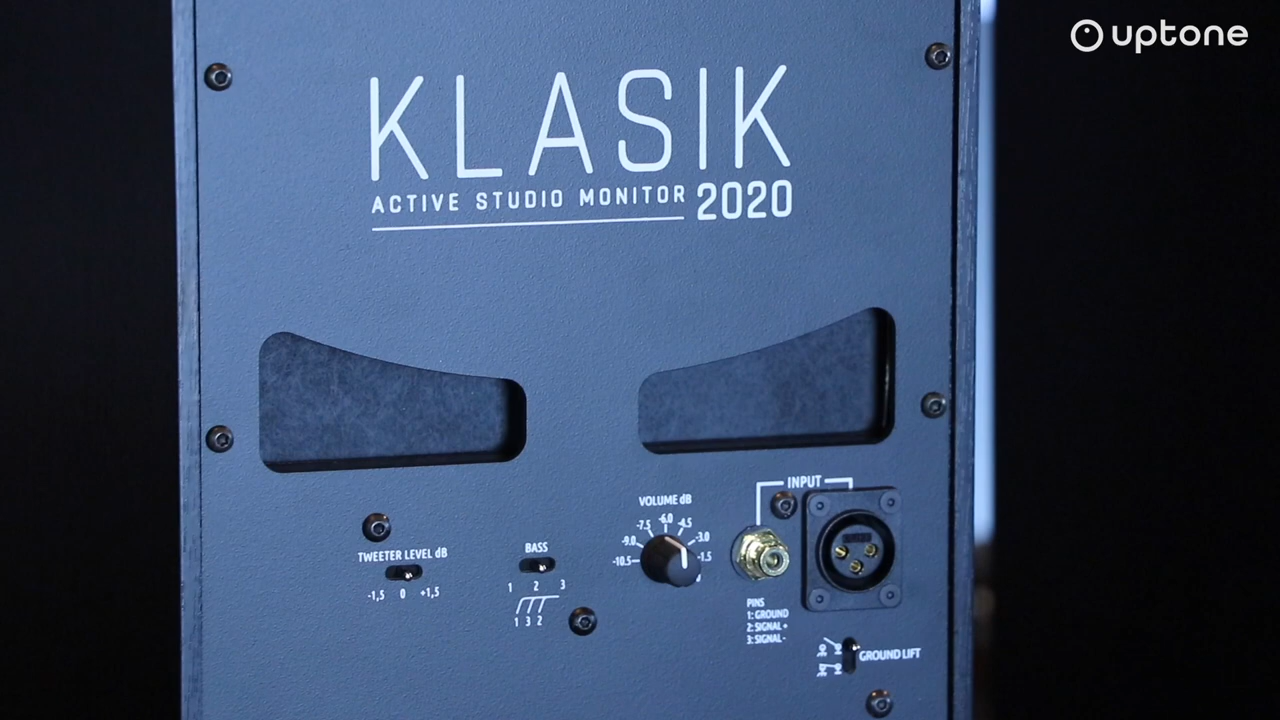 uptone
KLASIK
ACTIVE STUDIO MONITOR 2020
INPUT
VOLUME dB
-10.5 -9.0 -7.5 -6.0 -4.5 -3.0 -1.5
TWEETER LEVEL dB
-1,5 0 +1,5
BASS
1 2 3
1 3 2
PINS
1: GROUND
2: SIGNAL +
3: SIGNAL -
GROUND LIFT